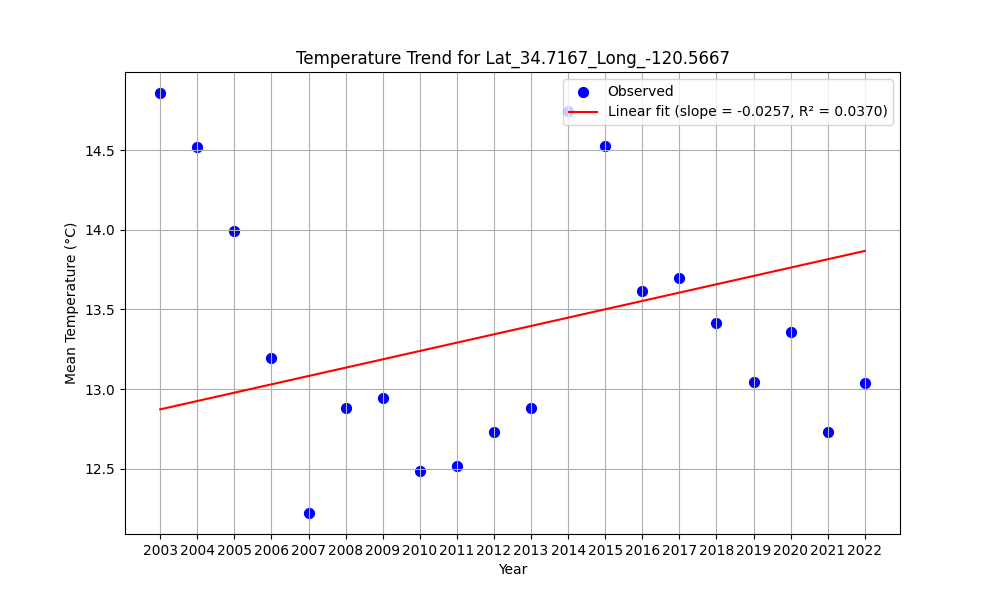 Temperature Trend for Lat_34.7167_Long_-120.5667
Observed
Linear fit (slope = -0.0257, R² = 0.0370)
Mean Temperature (°C)
14.5
14.0
13.5
13.0
12.5
2003 2004 2005 2006 2007 2008 2009 2010 2011 2012 2013 2014 2015 2016 2017 2018 2019 2020 2021 2022
Year